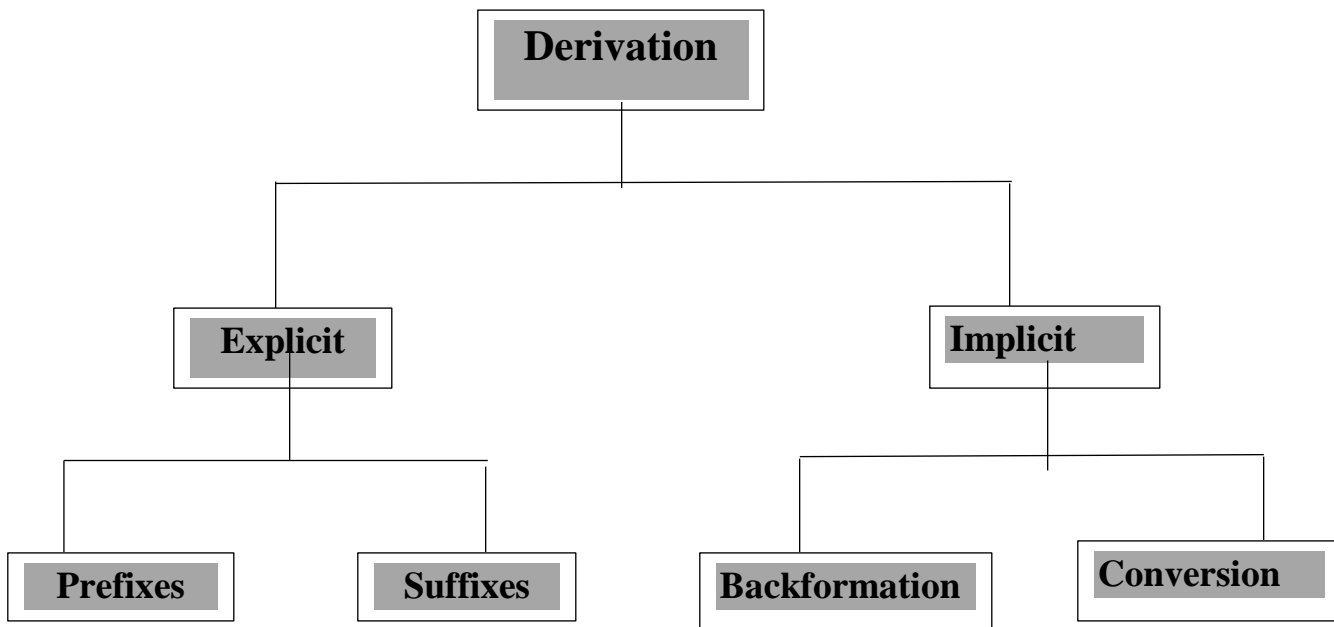 Derivation
Explicit
Implicit
Prefixes
Suffixes
Backformation
Conversion